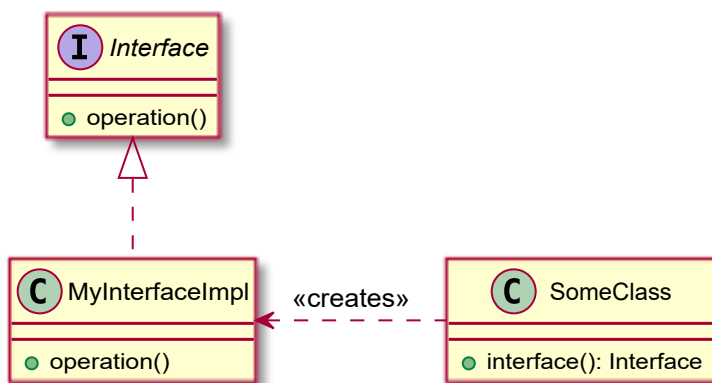 I Interface
operation()
C MyInterfaceImpl
operation()
«creates»
C SomeClass
interface(): Interface